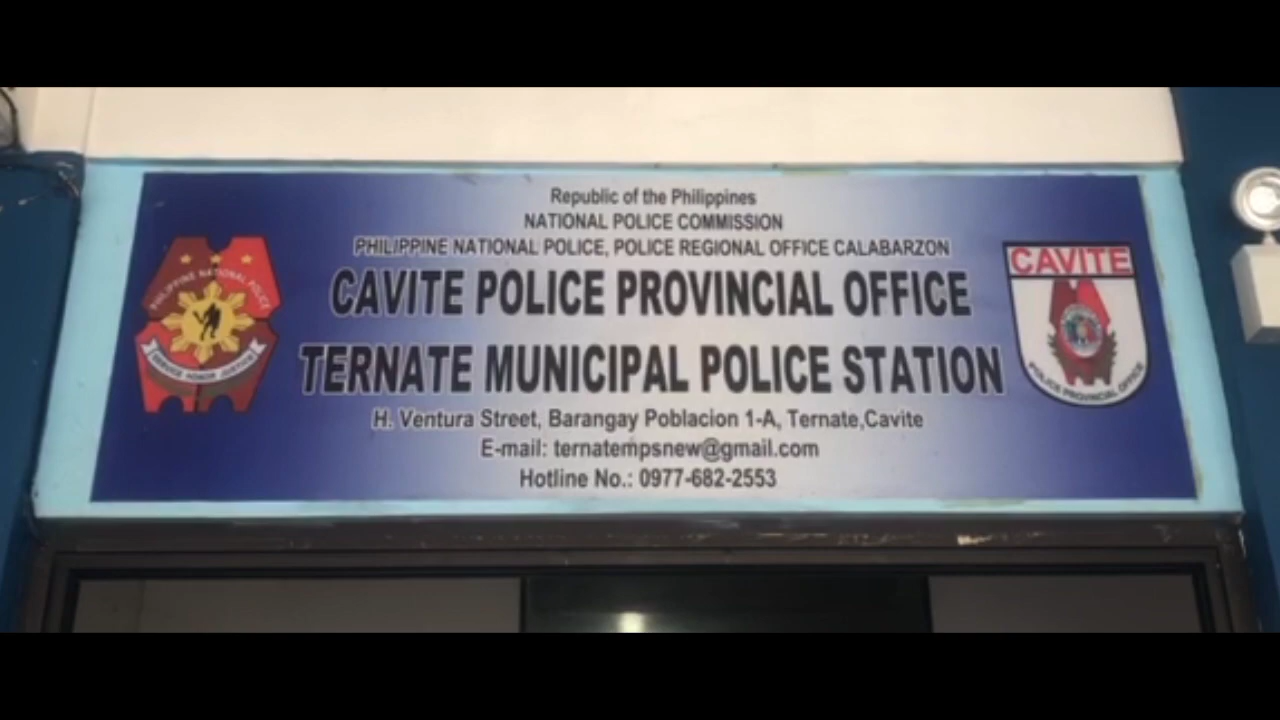 Republic of the Philippines
NATIONAL POLICE COMMISSION
PHILIPPINE NATIONAL POLICE, POLICE REGIONAL OFFICE CALABARZON
CAVITE POLICE PROVINCIAL OFFICE
TERNATE MUNICIPAL POLICE STATION
H. Ventura Street, Barangay Poblacion 1-A, Ternate,Cavite
E-mail: ternatempsnew@gmail.com
Hotline No.: 0977-682-2553
PHILIPPINE NATIONAL POLICE
SERVICE HONOR JUSTICE
CAVITE
POLICE PROVINCIAL OFFICE